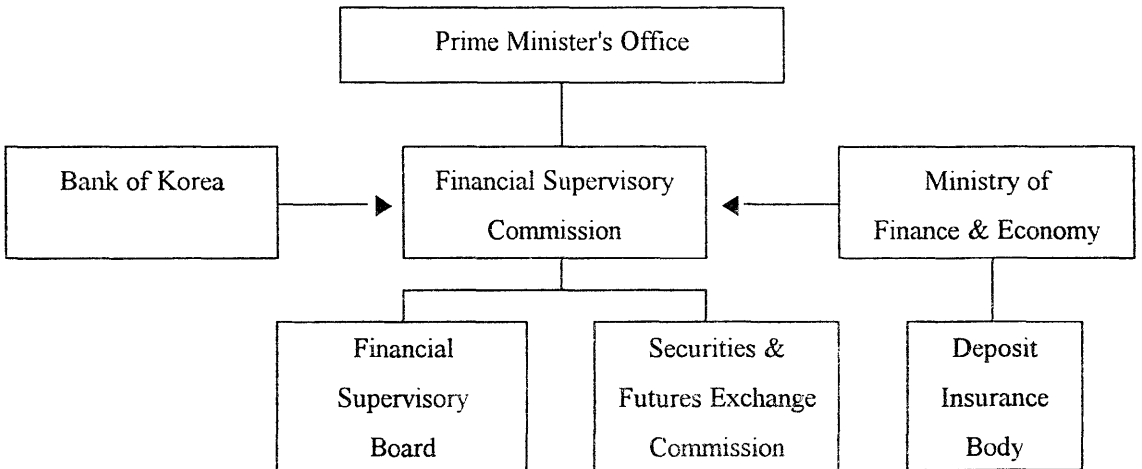 Prime Minister's Office
Bank of Korea
Financial Supervisory
Commission
Ministry of
Finance & Economy
Financial
Supervisory
Board
Securities &
Futures Exchange
Commission
Deposit
Insurance
Body